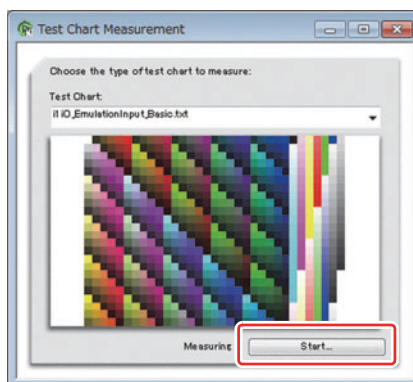 Test Chart Measurement
Choose the type of test chart to measure:
Test Chart:
i1 iO_EmulationInput_Basic.txt
Measuring
Start...